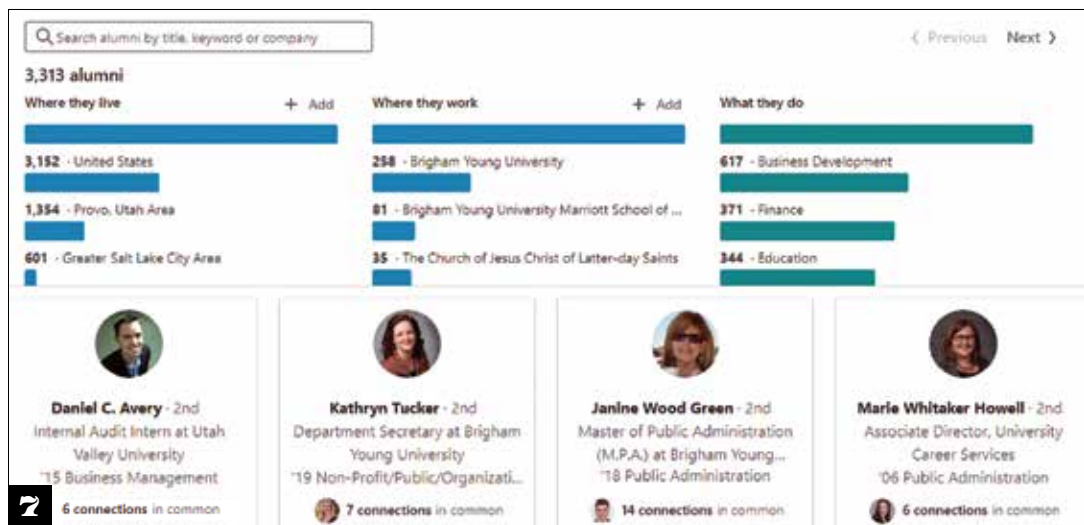 Search alumni by title, keyword or company
Previous Next
3,313 alumni
Where they live + Add
3,152 · United States
1,354 · Provo, Utah Area
601 · Greater Salt Lake City Area
Where they work + Add
258 · Brigham Young University
81 · Brigham Young University Marriott School of ...
35 · The Church of Jesus Christ of Latter-day Saints
What they do
617 · Business Development
371 · Finance
344 · Education
Daniel C. Avery · 2nd
Internal Audit Intern at Utah
Valley University
'15 Business Management
6 connections in common
Kathryn Tucker · 2nd
Department Secretary at Brigham
Young University
'19 Non-Profit/Public/Organizati...
7 connections in common
Janine Wood Green · 2nd
Master of Public Administration
(M.P.A.) at Brigham Young...
'18 Public Administration
14 connections in common
Marie Whitaker Howell · 2nd
Associate Director, University
Career Services
'06 Public Administration
6 connections in common
7